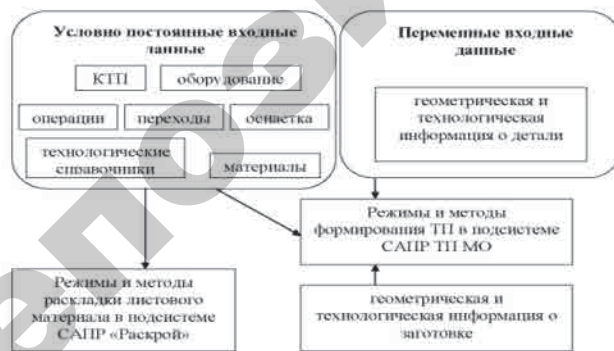 Условно постоянные входные
данные
КТП
оборудование
операции
переходы
оснастка
технологические
справочники
материалы
Переменные входные
данные
геометрическая и
технологическая
информация о детали
Режимы и методы
формирования ТП в подсистеме
САПР ТП МО
Режимы и методы
раскладки листового
материала в подсистеме
САПР «Раскрой»
геометрическая и
технологическая информация о
заготовке